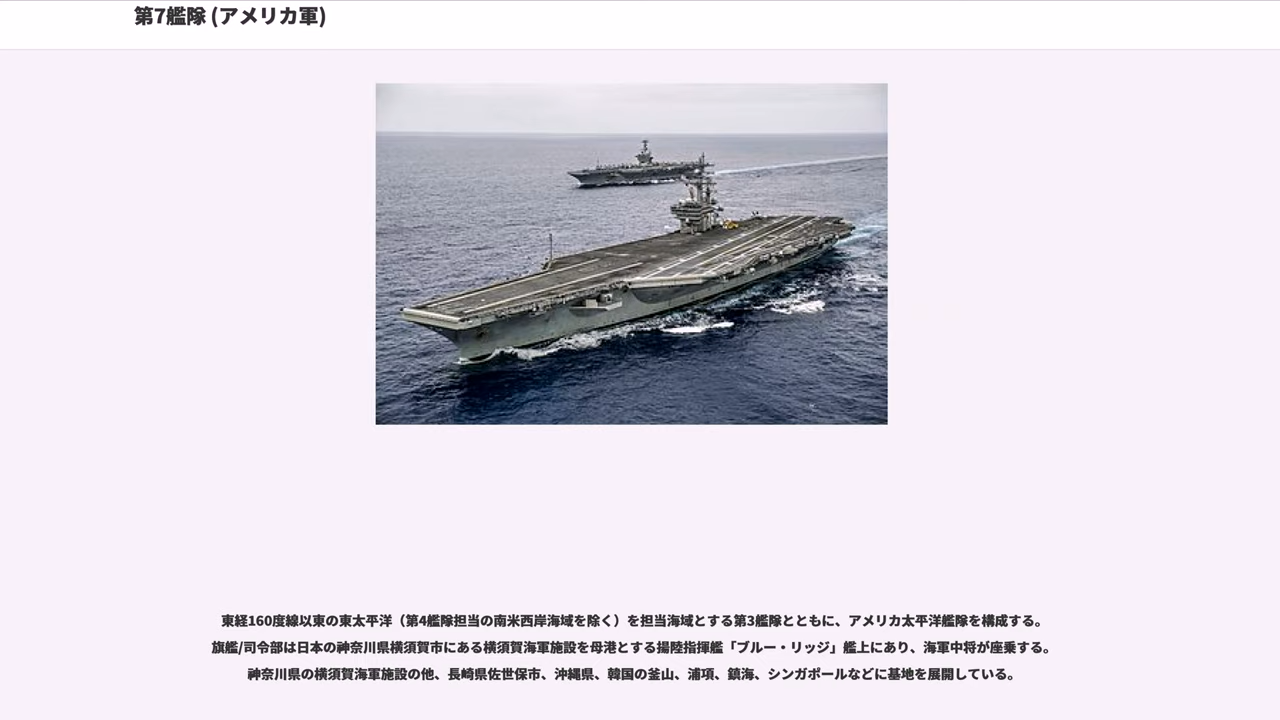 第7艦隊 (アメリカ軍)
東経160度線以東の東太平洋（第4艦隊担当の南米西岸海域を除く）を担当海域とする第3艦隊とともに、アメリカ太平洋艦隊を構成する。
旗艦/司令部は日本の神奈川県横須賀市にある横須賀海軍施設を母港とする揚陸指揮艦「ブルー・リッジ」艦上にあり、海軍中将が座乗する。
神奈川県の横須賀海軍施設の他、長崎県佐世保市、沖縄県、韓国の釜山、浦項、鎮海、シンガポールなどに基地を展開している。